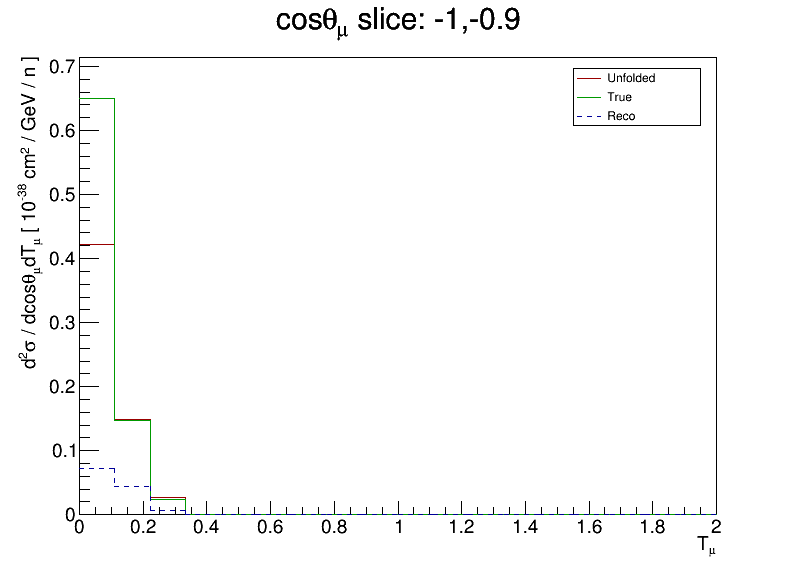 cosθμ slice: -1,-0.9
d²σ / dcosθμdTμ [ 10⁻³⁸ cm² / GeV / n ]
Unfolded
True
Reco
0.7
0.6
0.5
0.4
0.3
0.2
0.1
0
0 0.2 0.4 0.6 0.8 1 1.2 1.4 1.6 1.8 2
Tμ